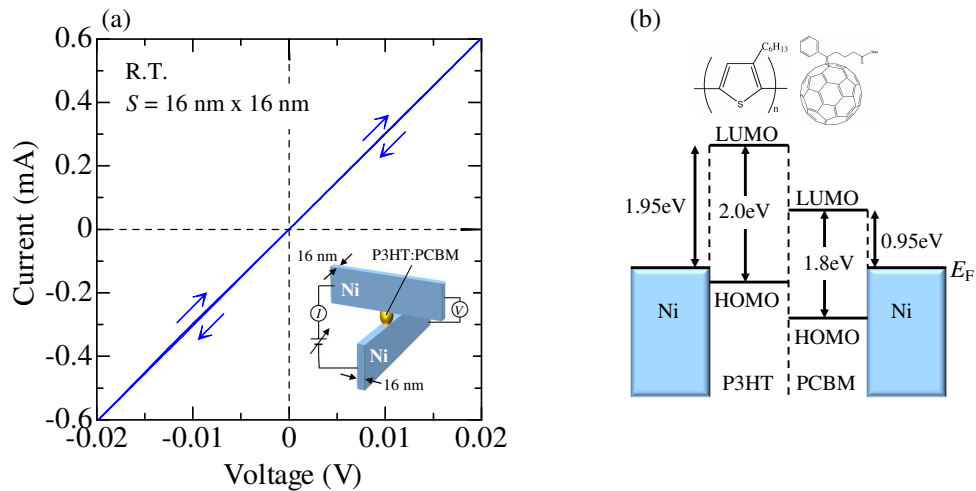 (a)
0.6
0.4
0.2
0
-0.2
-0.4
-0.6
Current (mA)
R.T.
S = 16 nm x 16 nm
P3HT:PCBM
16 nm
Ni
I
V
Ni
16 nm
-0.02
-0.01
0
0.01
0.02
Voltage (V)
(b)
C6H13
S
n
OMe
O
LUMO
1.95eV
2.0eV
LUMO
0.95eV
1.8eV
EF
HOMO
Ni
Ni
HOMO
P3HT
PCBM